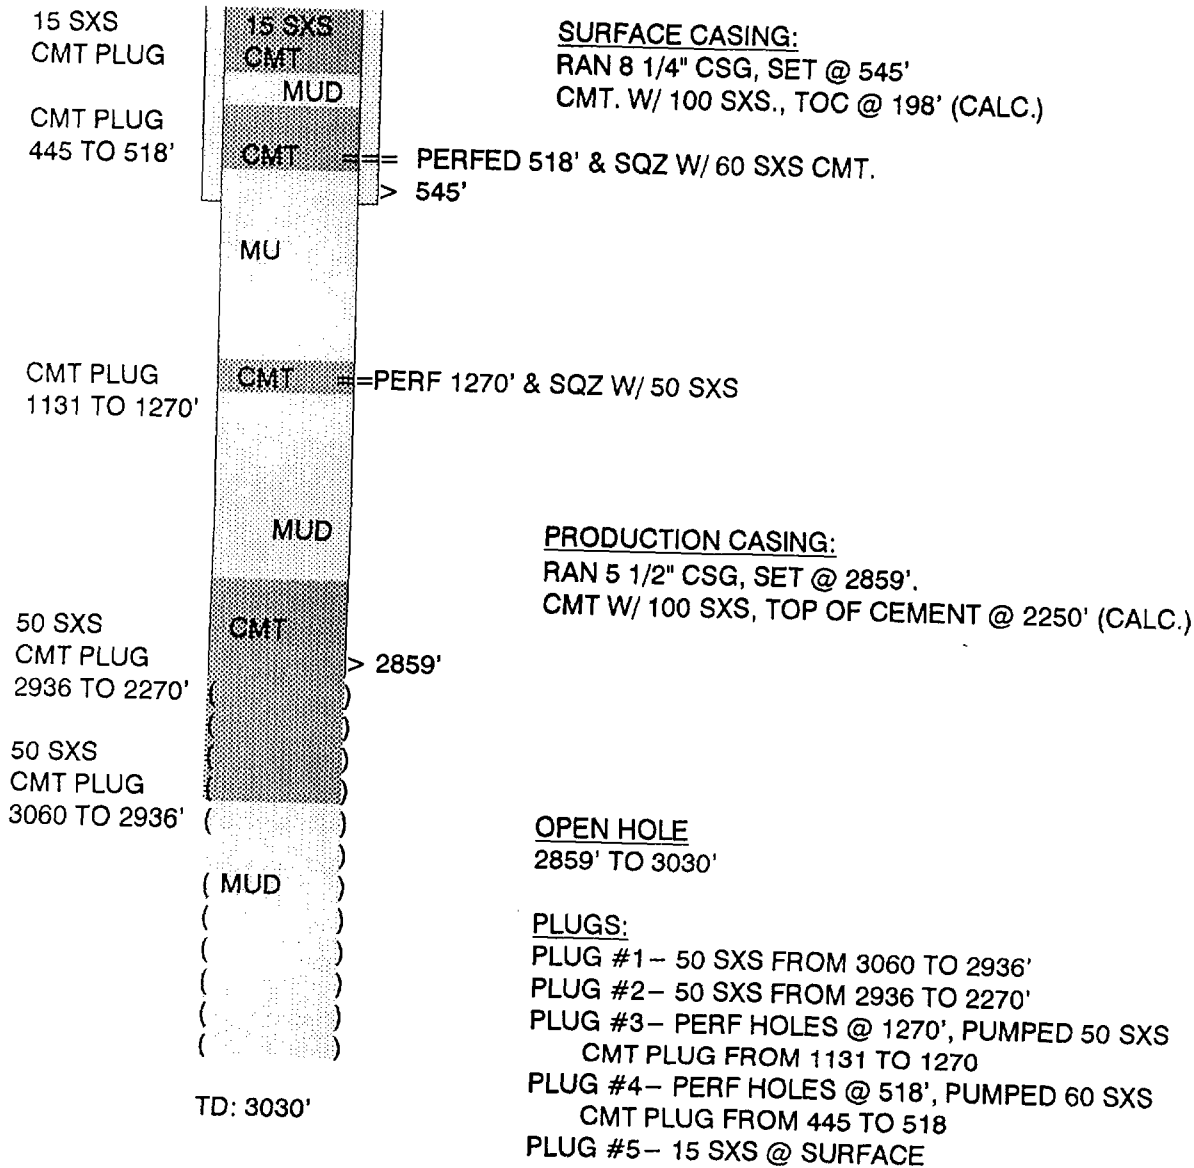 15 SXS
CMT PLUG
15 SXS
CMT
MUD
SURFACE CASING:
RAN 8 1/4" CSG, SET @ 545'
CMT. W/ 100 SXS., TOC @ 198' (CALC.)
CMT PLUG
445 TO 518'
CMT
=== PERFED 518' & SQZ W/ 60 SXS CMT.
> 545'
MU
CMT PLUG
1131 TO 1270'
CMT
==PERF 1270' & SQZ W/ 50 SXS
MUD
PRODUCTION CASING:
RAN 5 1/2" CSG, SET @ 2859'.
CMT W/ 100 SXS, TOP OF CEMENT @ 2250' (CALC.)
50 SXS
CMT PLUG
2936 TO 2270'
CMT
> 2859'
50 SXS
CMT PLUG
3060 TO 2936'
MUD
OPEN HOLE
2859' TO 3030'
PLUGS:
PLUG #1– 50 SXS FROM 3060 TO 2936'
PLUG #2– 50 SXS FROM 2936 TO 2270'
PLUG #3– PERF HOLES @ 1270', PUMPED 50 SXS
CMT PLUG FROM 1131 TO 1270
PLUG #4– PERF HOLES @ 518', PUMPED 60 SXS
CMT PLUG FROM 445 TO 518
PLUG #5– 15 SXS @ SURFACE
TD: 3030'